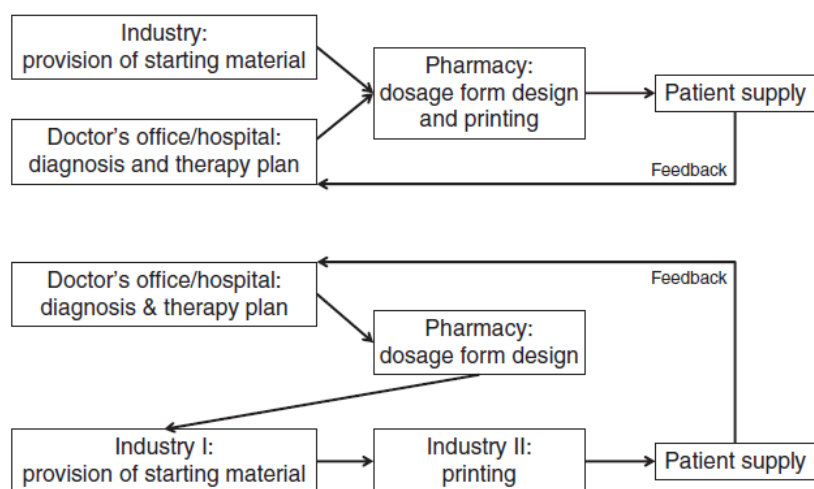 Industry:
provision of starting material
Doctor's office/hospital:
diagnosis and therapy plan
Pharmacy:
dosage form design
and printing
Patient supply
Feedback
Doctor's office/hospital:
diagnosis & therapy plan
Feedback
Pharmacy:
dosage form design
Industry I:
provision of starting material
Industry II:
printing
Patient supply